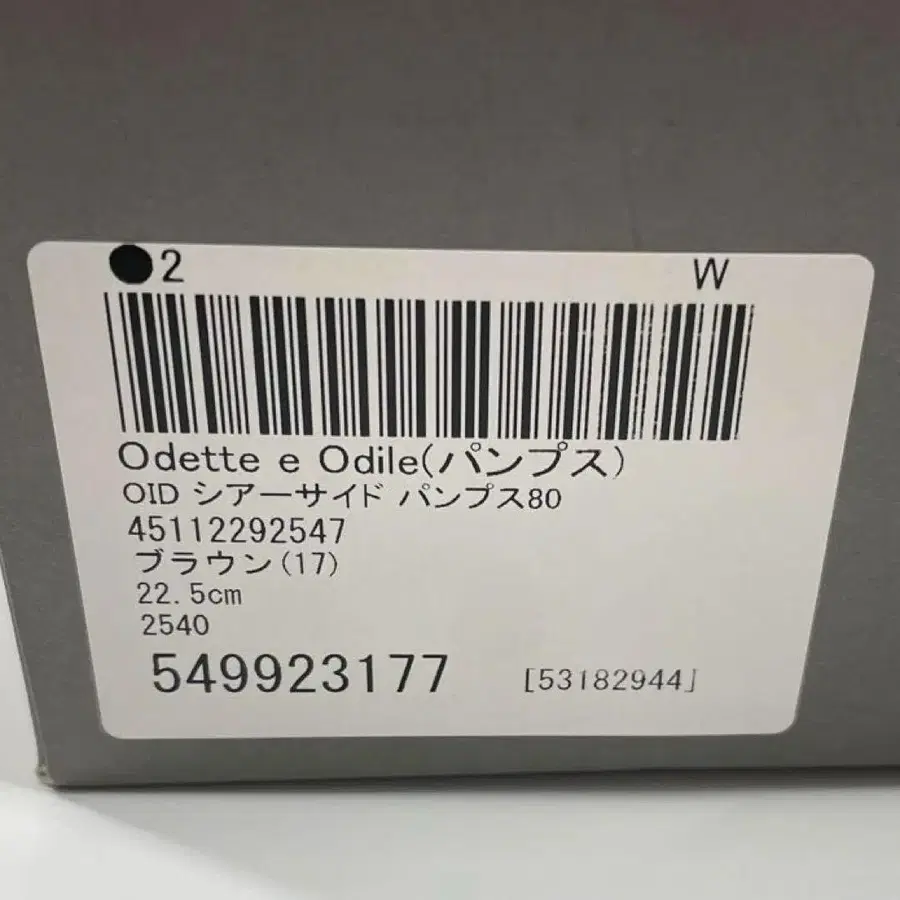 ●2 W
Odette e Odile(パンプス)
OID シアーサイド パンプス80
45112292547
ブラウン(17)
22.5cm
2540
549923177 [53182944]